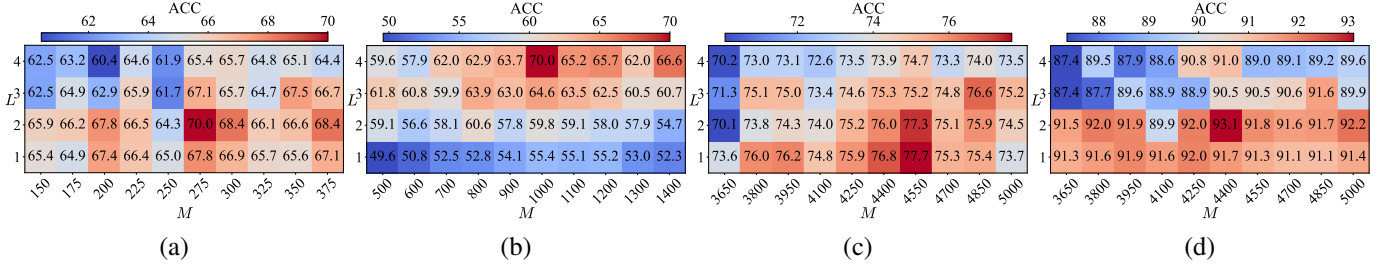 ACC
62 64 66 68 70
4 62.5 63.2 60.4 64.6 61.9 65.4 65.7 64.8 65.1 64.4
L 3 62.5 64.9 62.9 65.9 61.7 67.1 65.7 64.7 67.5 66.7
2 65.9 66.2 67.8 66.5 64.3 70.0 68.4 66.1 66.6 68.4
1 65.4 64.9 67.4 66.4 65.0 67.8 66.9 65.7 65.6 67.1
150 175 200 225 250 275 300 325 350 375
M
(a)
ACC
50 55 60 65 70
4 59.6 57.9 62.0 62.9 63.7 70.0 65.2 65.7 62.0 66.6
L 3 61.8 60.8 59.9 63.9 63.0 64.6 63.5 62.5 60.5 60.7
2 59.1 56.6 58.1 60.6 57.8 59.8 59.1 58.0 57.9 54.7
1 49.6 50.8 52.5 52.8 54.1 55.4 55.1 55.2 53.0 52.3
500 600 700 800 900 1000 1100 1200 1300 1400
M
(b)
ACC
72 74 76
4 70.2 73.0 73.1 72.6 73.5 73.9 74.7 73.3 74.0 73.5
L 3 71.3 75.1 75.0 73.4 74.6 75.3 75.2 74.8 76.6 75.2
2 70.1 73.8 74.3 74.0 75.2 76.0 77.3 75.1 75.9 74.5
1 73.6 76.0 76.2 74.8 75.9 76.8 77.7 75.3 75.4 73.7
3650 3800 3950 4100 4250 4400 4550 4700 4850 5000
M
(c)
ACC
88 89 90 91 92 93
4 87.4 89.5 87.9 88.6 90.8 91.0 89.0 89.1 89.2 89.6
L 3 87.4 87.7 89.6 88.9 88.9 90.5 90.5 90.6 91.6 89.9
2 91.5 92.0 91.9 89.9 92.0 93.1 91.8 91.6 91.7 92.2
1 91.3 91.6 91.9 91.6 92.0 91.7 91.3 91.1 91.1 91.4
3650 3800 3950 4100 4250 4400 4550 4700 4850 5000
M
(d)